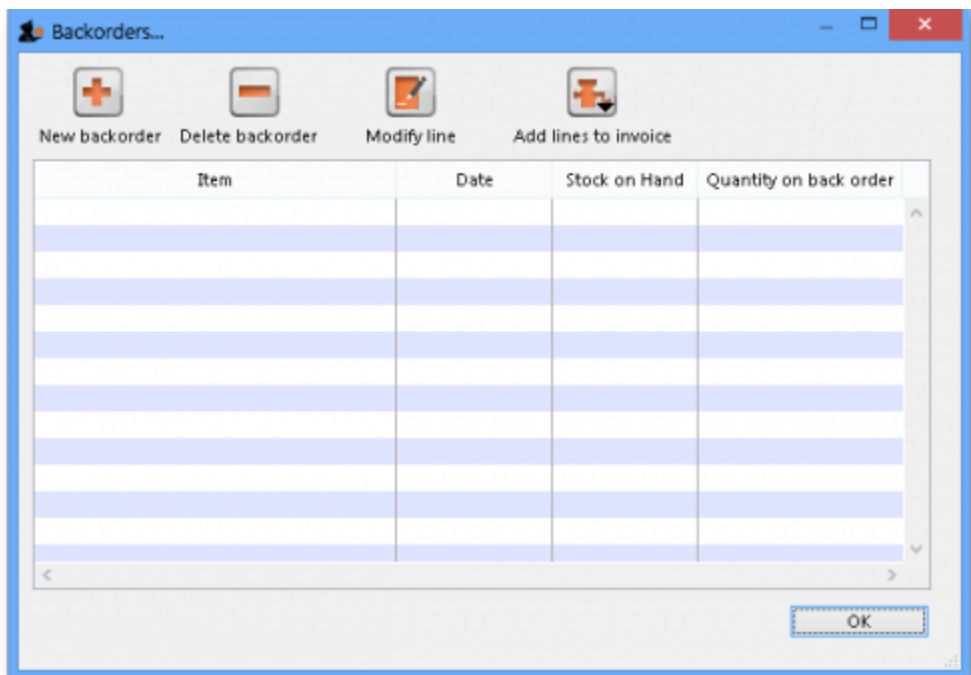 Backorders...
New backorder Delete backorder Modify line Add lines to invoice
Item Date Stock on Hand Quantity on back order
OK